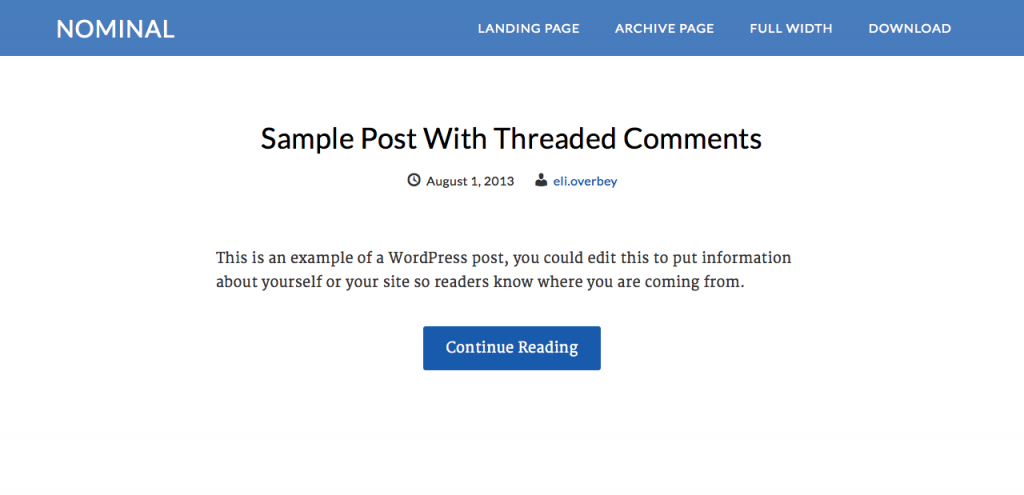 NOMINAL LANDING PAGE ARCHIVE PAGE FULL WIDTH DOWNLOAD
Sample Post With Threaded Comments
August 1, 2013 eli.overbey
This is an example of a WordPress post, you could edit this to put information
about yourself or your site so readers know where you are coming from.
Continue Reading